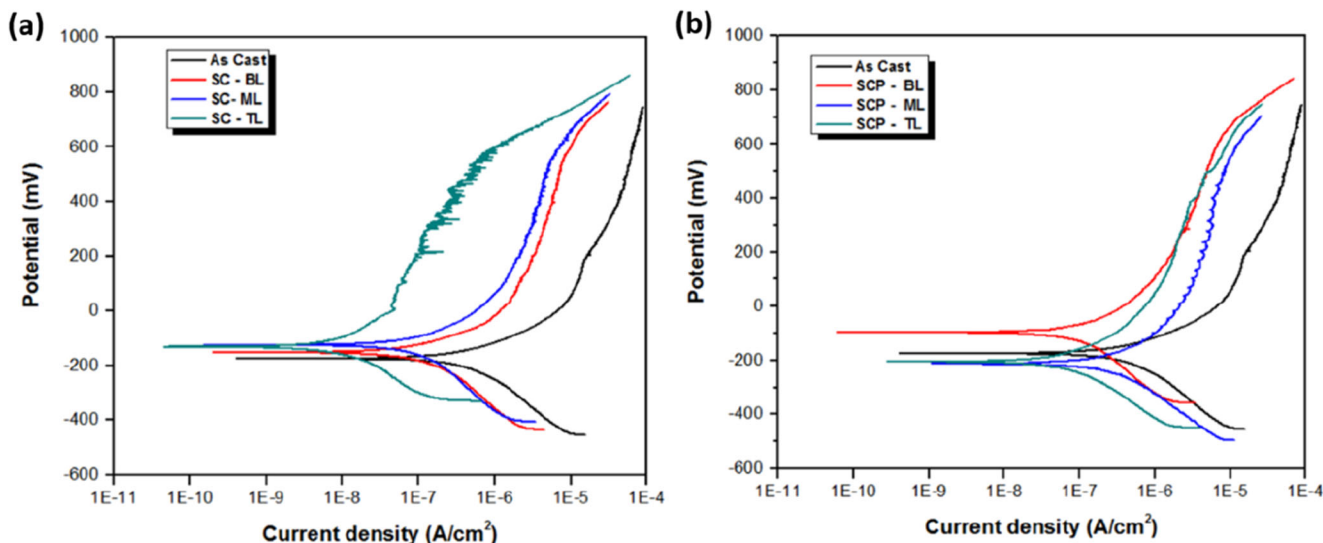 (a)
1000
800
600
400
200
0
-200
-400
-600
Potential (mV)
As Cast
SC - BL
SC- ML
SC - TL
1E-11 1E-10 1E-9 1E-8 1E-7 1E-6 1E-5 1E-4
Current density (A/cm²)
(b)
1000
800
600
400
200
0
-200
-400
-600
Potential (mV)
As Cast
SCP - BL
SCP - ML
SCP - TL
1E-11 1E-10 1E-9 1E-8 1E-7 1E-6 1E-5 1E-4
Current density (A/cm²)